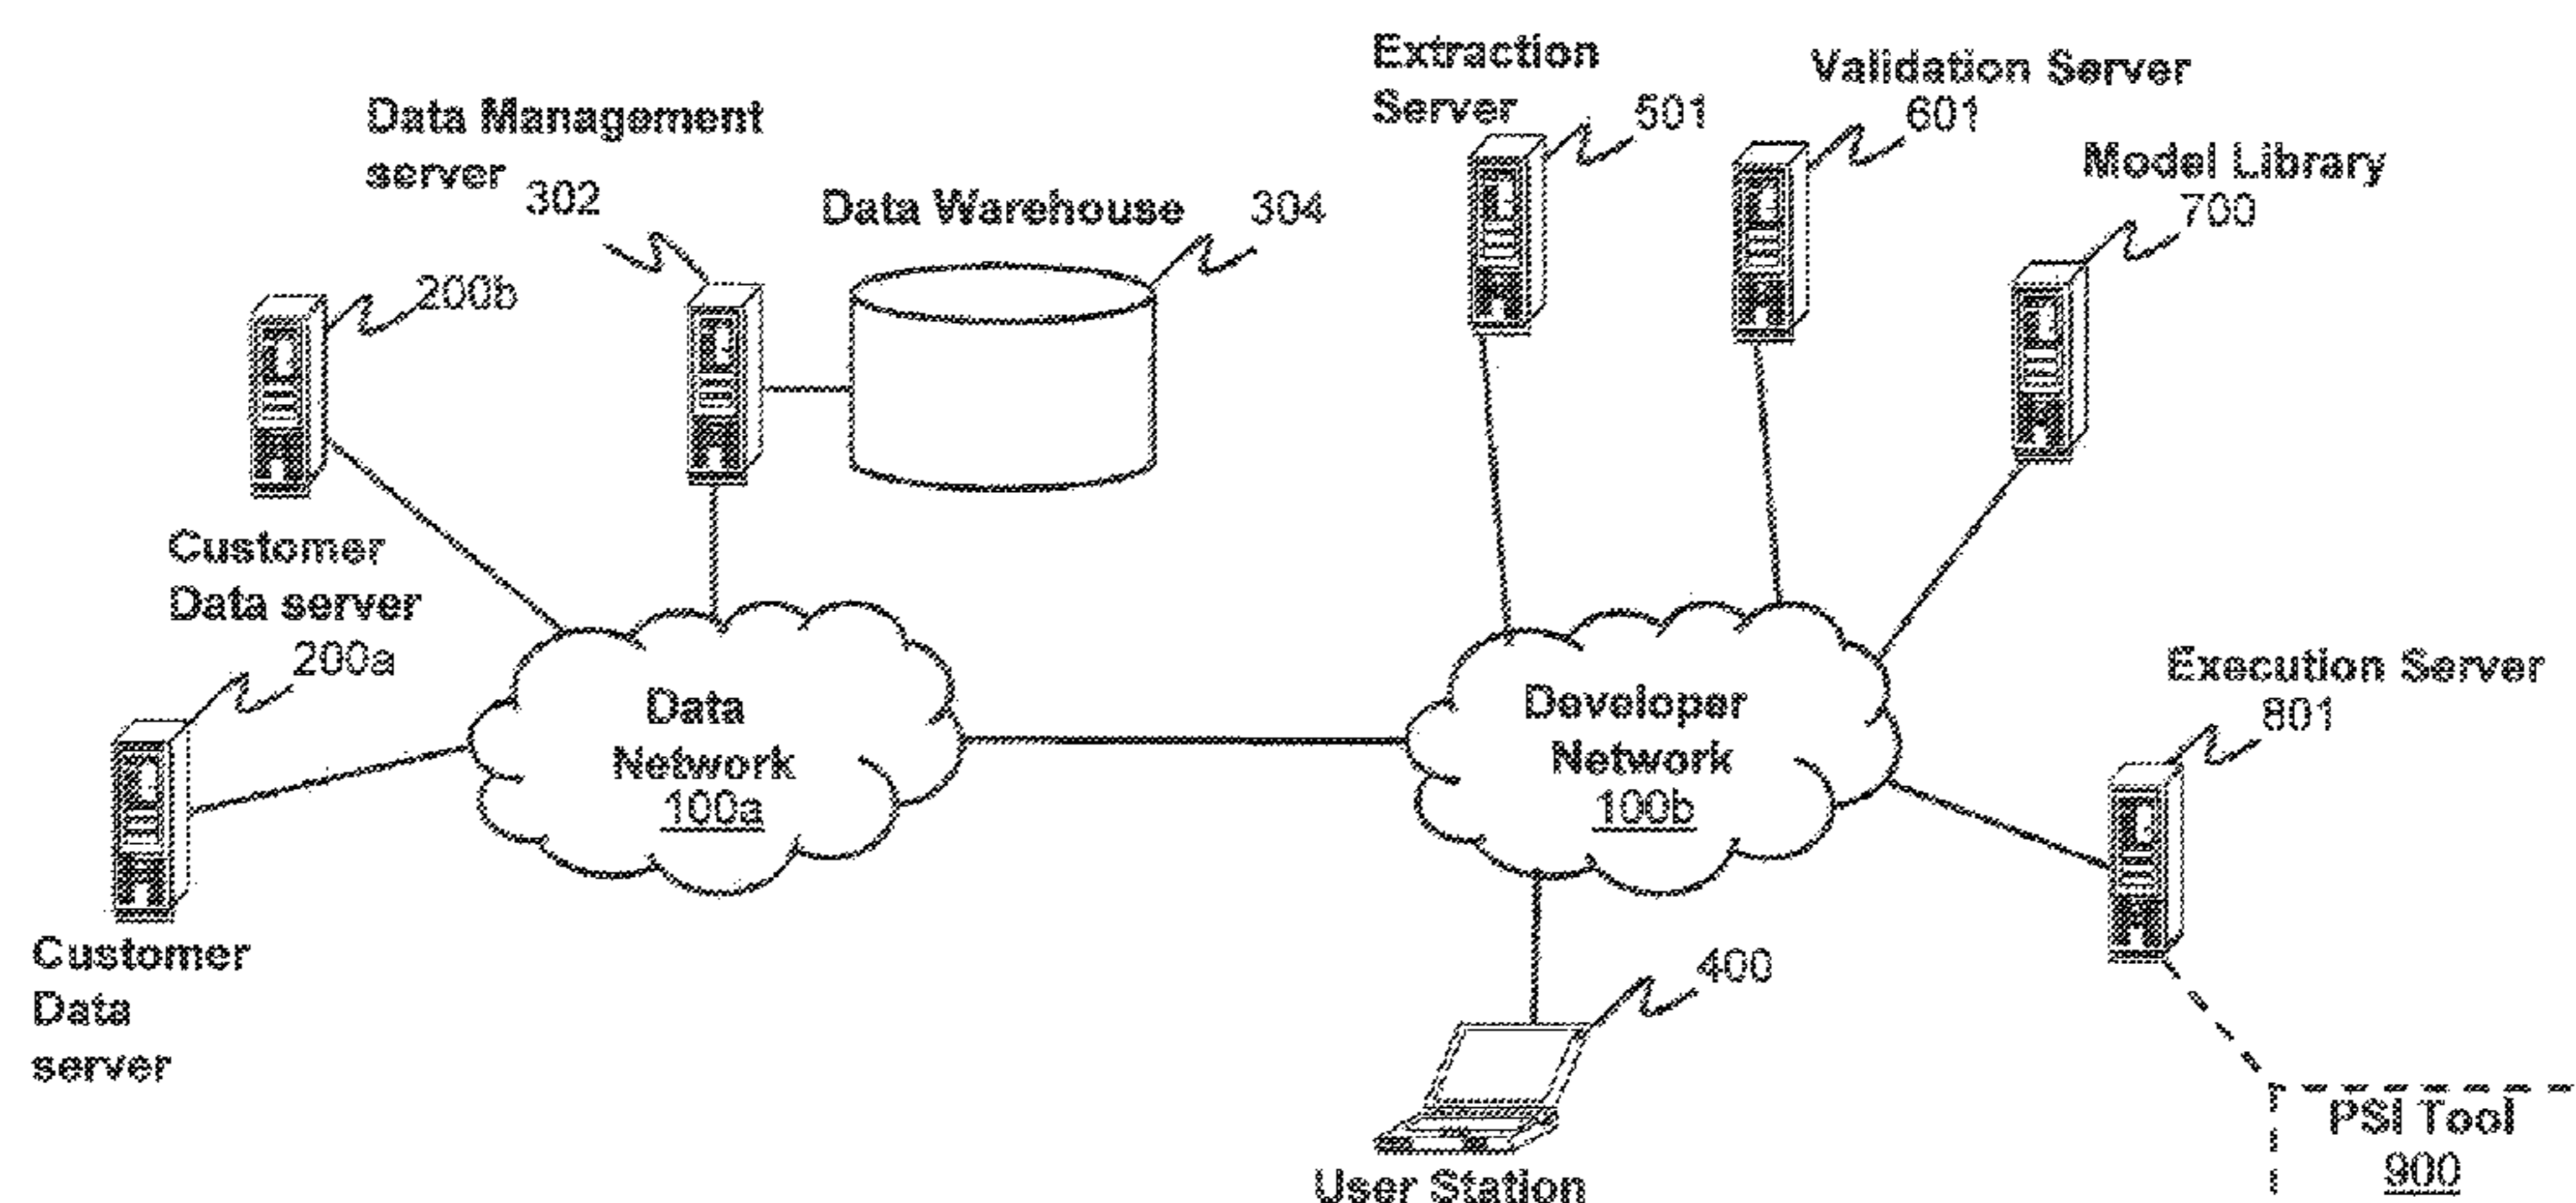 Extraction
Server
501
Validation Server
601
Data Management
server
302
Model Library
700
Data Warehouse
304
200b
Customer
Data server
200a
Execution Server
801
Data
Network
100a
Developer
Network
100b
Customer
Data
server
400
PSI Tool
900
User Station